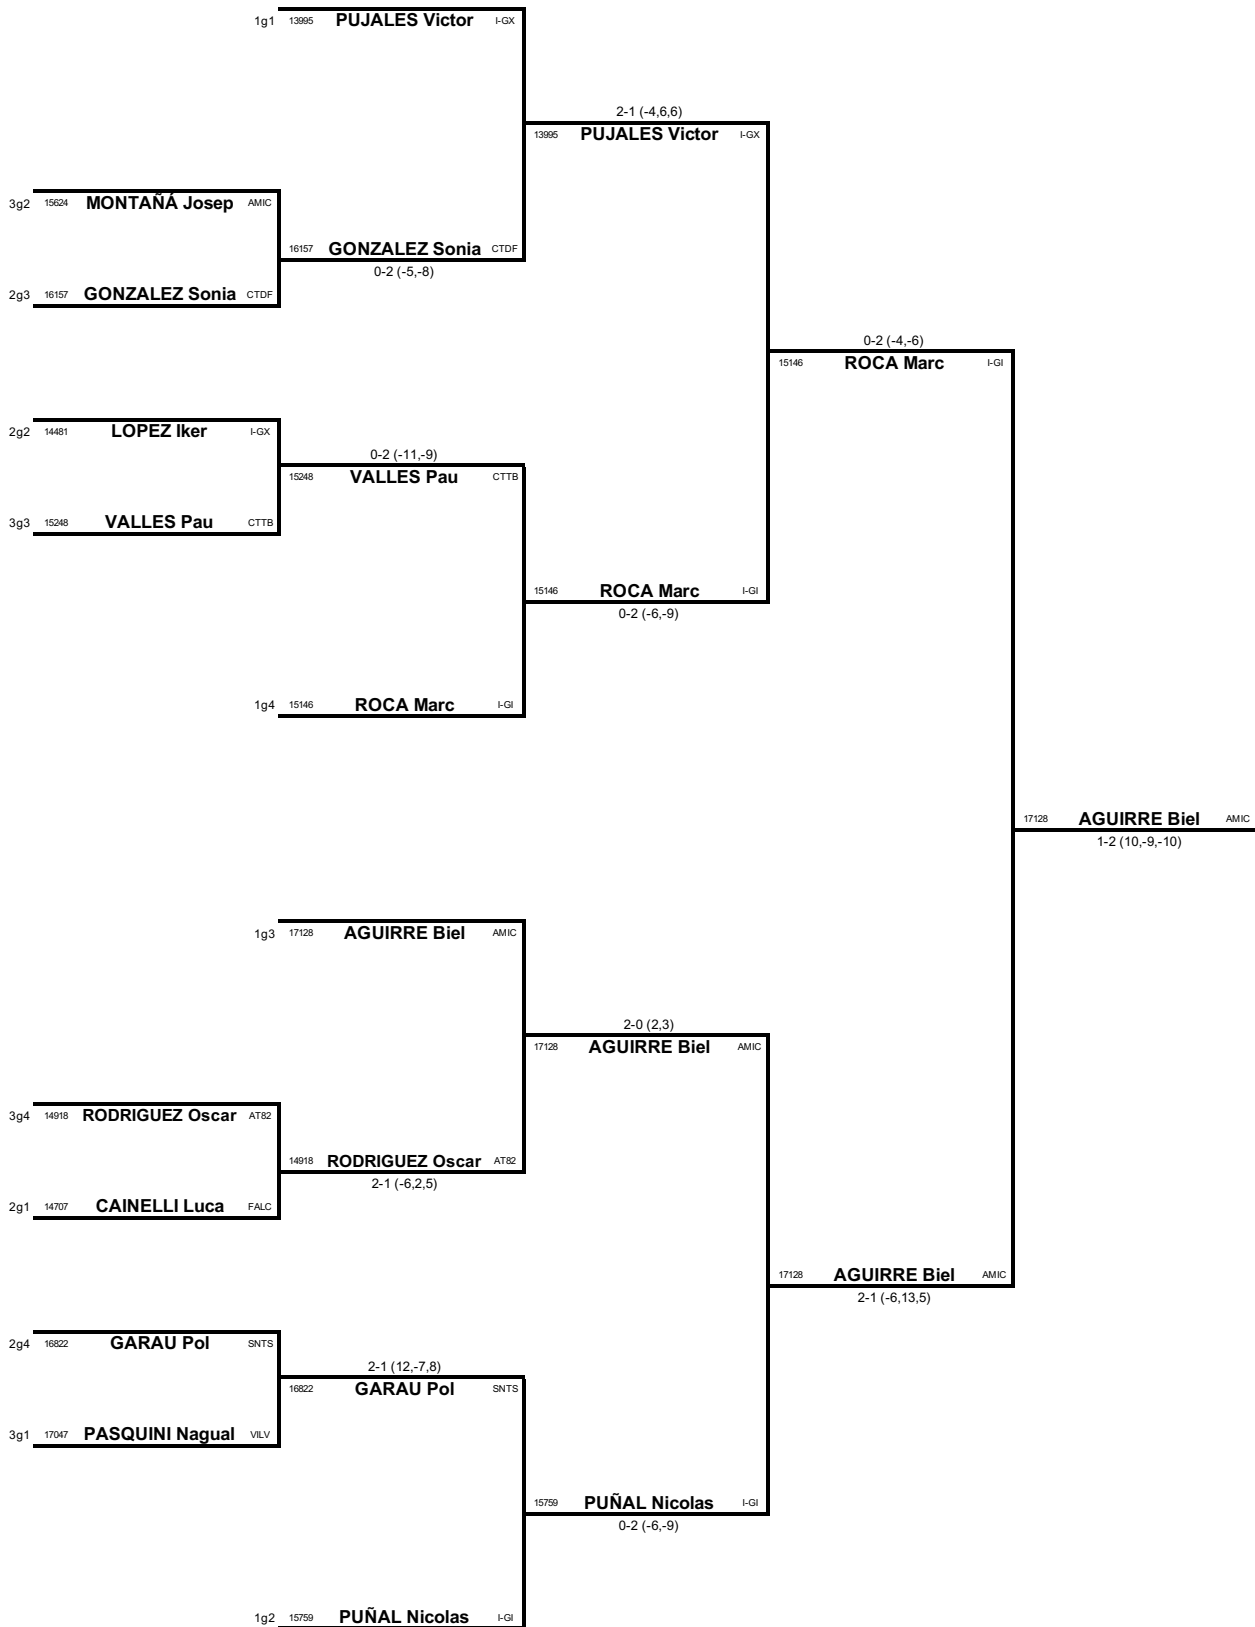 1g1 13995 PUJALES Victor I-GX
2-1 (-4,6,6)
13995 PUJALES Victor I-GX
3g2 15624 MONTAÑÁ Josep AMIC
16157 GONZALEZ Sonia CTDF
0-2 (-5,-8)
2g3 16157 GONZALEZ Sonia CTDF
0-2 (-4,-6)
15146 ROCA Marc I-GI
2g2 14481 LOPEZ Iker I-GX
0-2 (-11,-9)
15248 VALLES Pau CTTB
3g3 15248 VALLES Pau CTTB
15146 ROCA Marc I-GI
0-2 (-6,-9)
1g4 15146 ROCA Marc I-GI
17128 AGUIRRE Biel AMIC
1-2 (10,-9,-10)
1g3 17128 AGUIRRE Biel AMIC
2-0 (2,3)
17128 AGUIRRE Biel AMIC
3g4 14918 RODRIGUEZ Oscar AT82
14918 RODRIGUEZ Oscar AT82
2-1 (-6,2,5)
2g1 14707 CAINELLI Luca FALC
17128 AGUIRRE Biel AMIC
2-1 (-6,13,5)
2g4 16822 GARAU Pol SNTS
2-1 (12,-7,8)
16822 GARAU Pol SNTS
3g1 17047 PASQUINI Nagual VILV
15759 PUÑAL Nicolas I-GI
0-2 (-6,-9)
1g2 15759 PUÑAL Nicolas I-GI